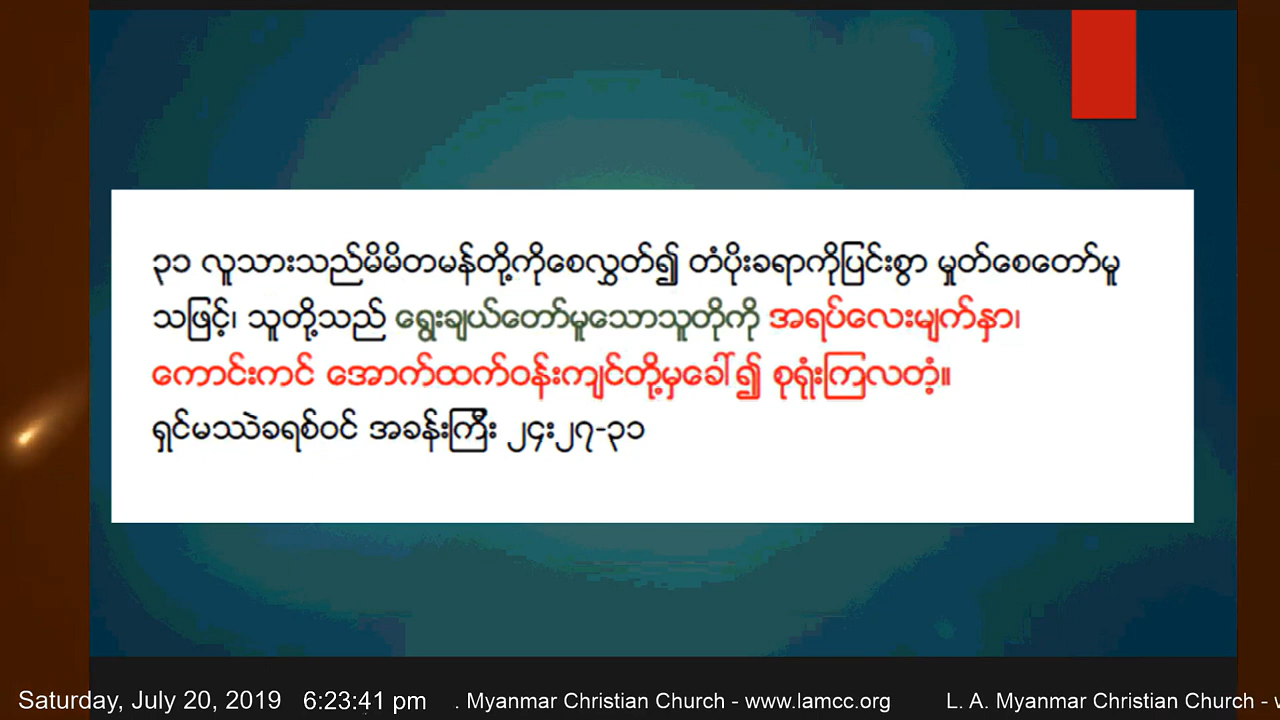 ၃၁ လူသားသည်မိမိတမန်တို့ကိုစေလွှတ်၍ တံပိုးခရာကိုပြင်းစွာ မှုတ်စေတော်မူ
သဖြင့်၊ သူတို့သည် ရွေးချယ်တော်မူသောသူတိုကို အရပ်လေးမျက်နှာ၊
ကောင်းကင် အောက်ထက်ဝန်းကျင်တို့မှခေါ်၍ စုရုံးကြလတံ့။
ရှင်မဿဲခရစ်ဝင် အခန်းကြီး ၂၄း၂၇-၃၁
Saturday, July 20, 2019 6:23:41 pm . Myanmar Christian Church - www.lamcc.org L. A. Myanmar Christian Church -